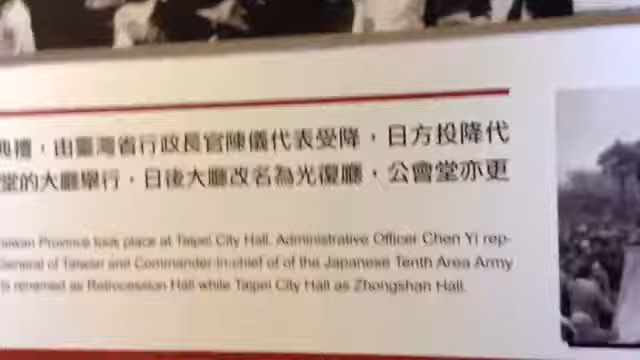 典禮，由臺灣省行政長官陳儀代表受降，日方投降代
堂的大廳舉行，日後大廳改名為光復廳，公會堂亦更
Taiwan Province took place at Taipei City Hall. Administrative Officer Chen Yi rep-
General of Taiwan and Commander-in-chief of of the Japanese Tenth Area Army
renamed as Retrocession Hall while Taipei City Hall as Zhongshan Hall.